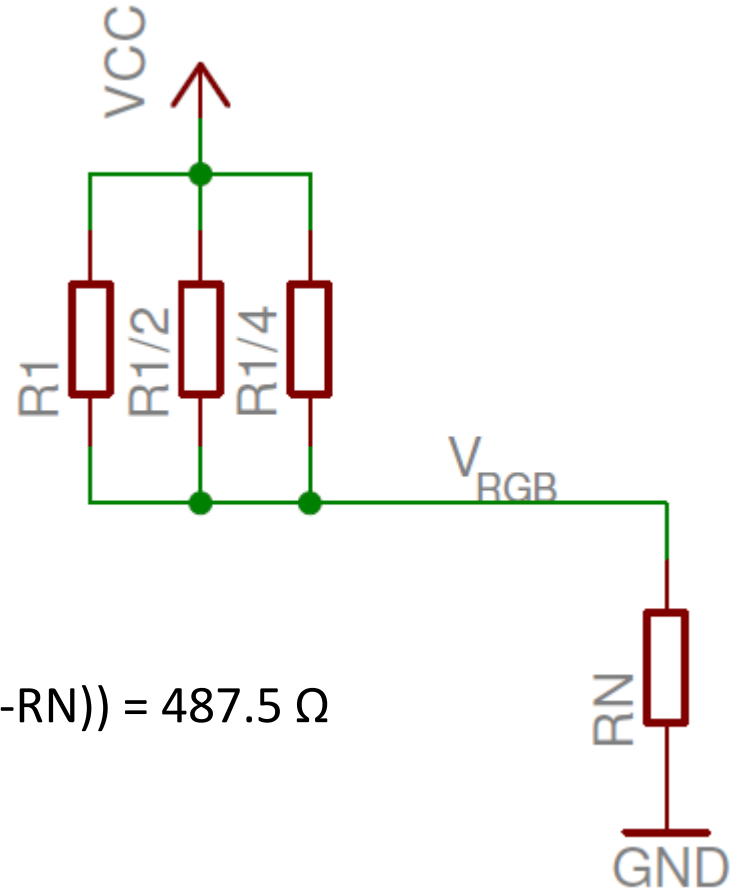 VCC
R1
R1/2
R1/4
VRGB
-RN)) = 487.5 Ω
RN
GND